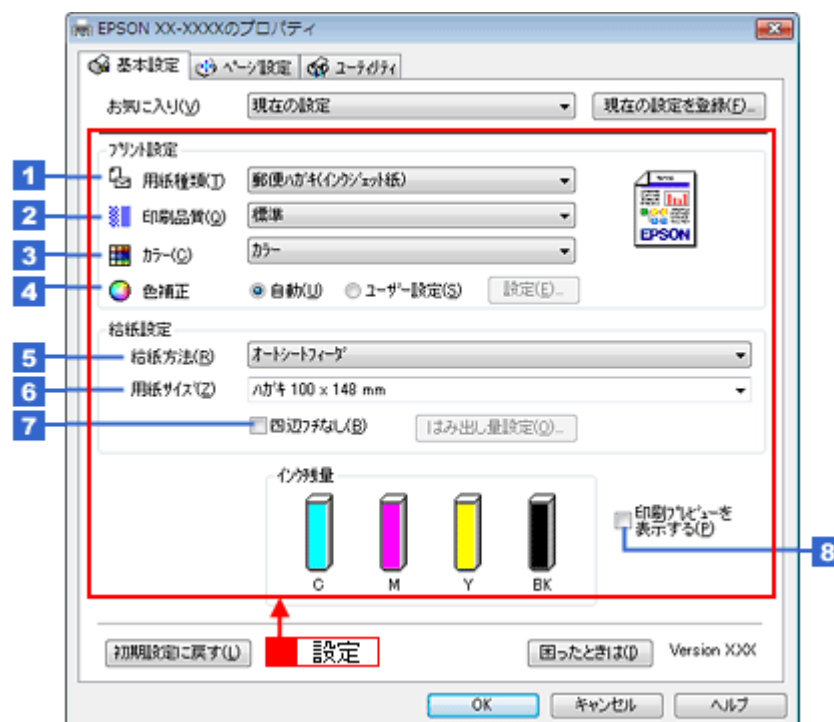 EPSON XX-XXXXのプロパティ
基本設定 ページ設定 ユーティリティ
お気に入り(V) 現在の設定 現在の設定を登録(F)...
プリント設定
1 用紙種類(T) 郵便ハガキ(インクジェット紙)
EPSON
2 印刷品質(Q) 標準
3 カラー(C) カラー
4 色補正 自動(U) ユーザー設定(S) 設定(E)...
給紙設定
5 給紙方法(R) オートシートフィーダ
6 用紙サイズ(Z) ハガキ 100 x 148 mm
7 四辺フチなし(B) はみ出し量設定(O)...
インク残量
C M Y BK
印刷プレビューを
表示する(P)
8
初期設定に戻す(L) 設定 困ったときは(I) Version X.XX
OK キャンセル ヘルプ